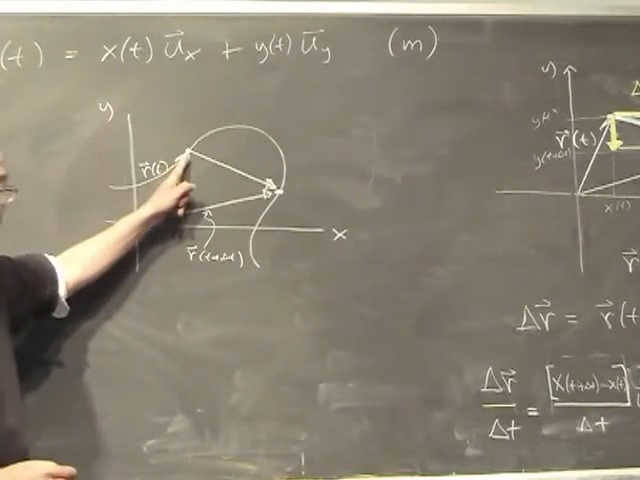 (t) = x(t) u⃗x + y(t) u⃗y (m)
y
r⃗(t)
x
r⃗(t+Δt)
y)
Δ
r⃗(t)
y(t+Δt)
x(t)
r⃗
Δr⃗ = r⃗(t+
Δr⃗/Δt = [x(t+Δt)-x(t)]/Δt